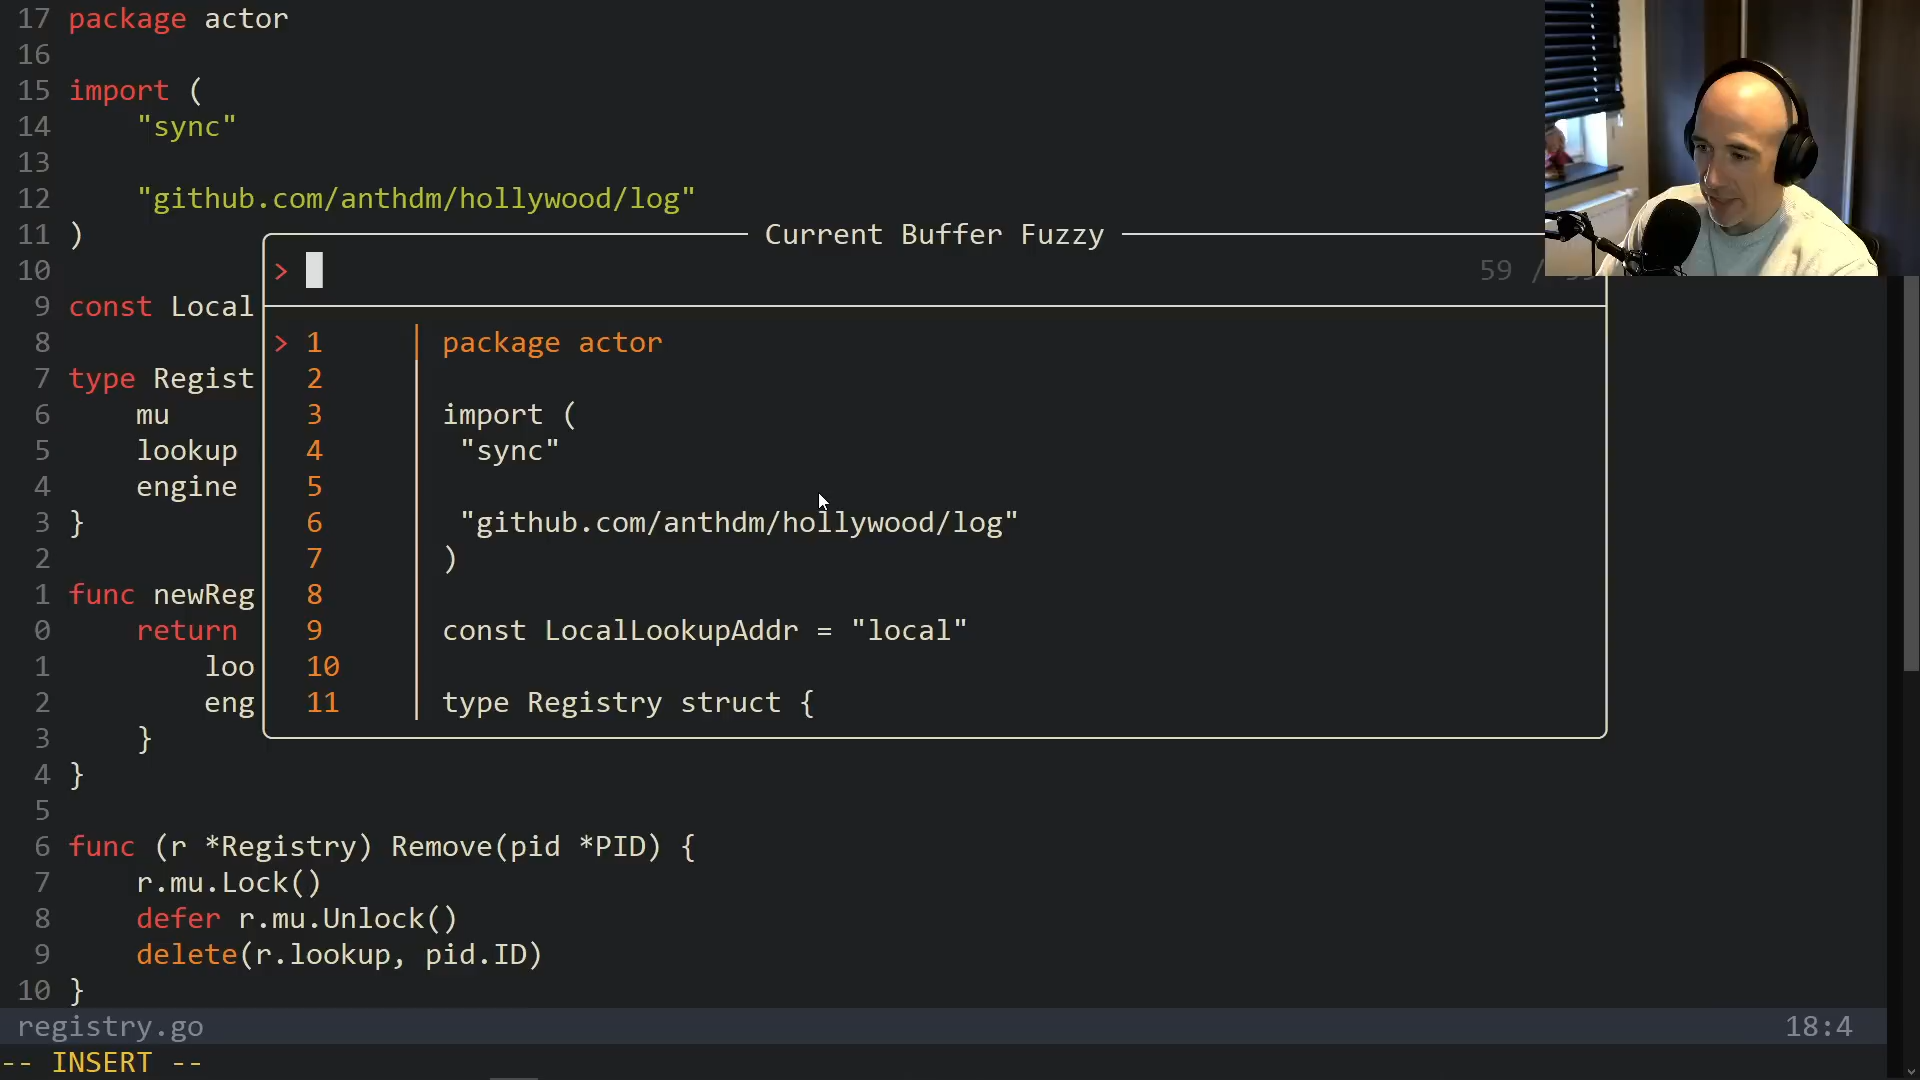 17 package actor
16
15 import (
14 "sync"
13
12 "github.com/anthdm/hollywood/log"
11 )
10
9 const Local
8
7 type Regist
6 mu
5 lookup
4 engine
3 }
2
1 func newReg
0 return
1 loo
2 eng
3 }
4 }
5
6 func (r *Registry) Remove(pid *PID) {
7 r.mu.Lock()
8 defer r.mu.Unlock()
9 delete(r.lookup, pid.ID)
10 }
Current Buffer Fuzzy
> 59 /
> 1 package actor
2
3 import (
4 "sync"
5
6 "github.com/anthdm/hollywood/log"
7 )
8
9 const LocalLookupAddr = "local"
10
11 type Registry struct {
registry.go 18:4
-- INSERT --